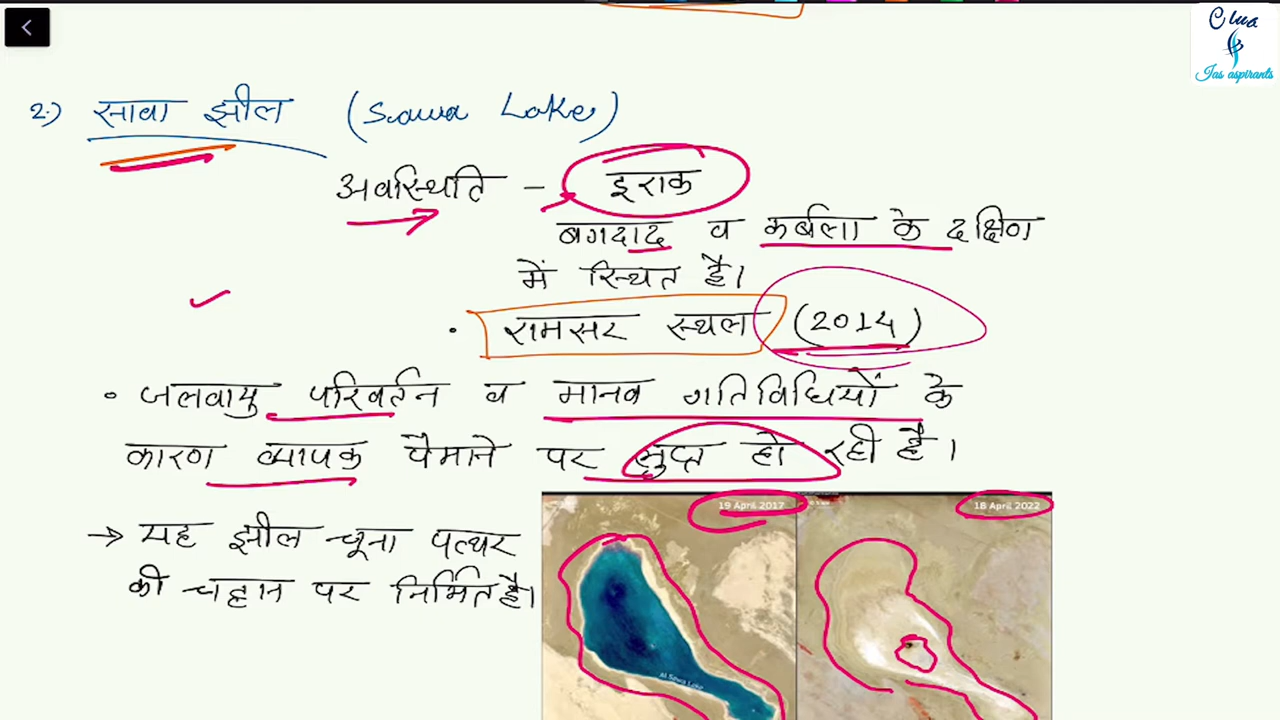 Clue
Ias aspirants
2.) सावा झील (Sawa Lake)
अवस्थिति - इराक
बगदाद व कर्बला के दक्षिण
में स्थित है।
• रामसर स्थल (2014)
• जलवायु परिवर्तन व मानव गतिविधियों के
कारण व्यापक पैमाने पर लुप्त हो रही है।
→ यह झील चूना पत्थर
की चट्टान पर निर्मित है।
19 April 2017
18 April 2022
Al Sawa Lake